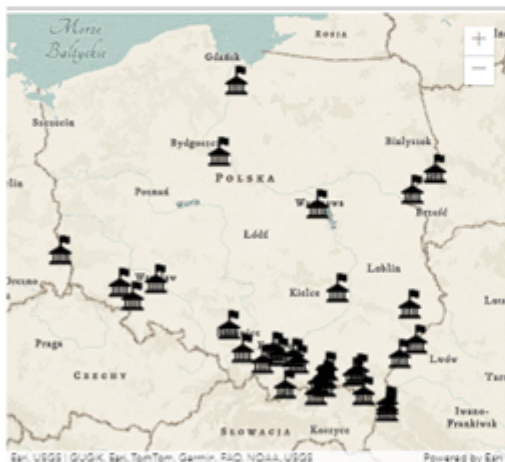 Morze
Bałtyckie
Rosja
Gdańsk
Szczecin
Bydgoszcz
Białystok
Poznań
POLSKA
Warta
Warszawa
Brześć
Łódź
Lublin
Kielce
Praga
Lwów
CZECHY
SŁOWACJA
Koszyce
Iwano-
Frankiwsk
Esri, USGS | GUGiK, Esri, TomTom, Garmin, FAO, NOAA, USGS
Powered by Esri